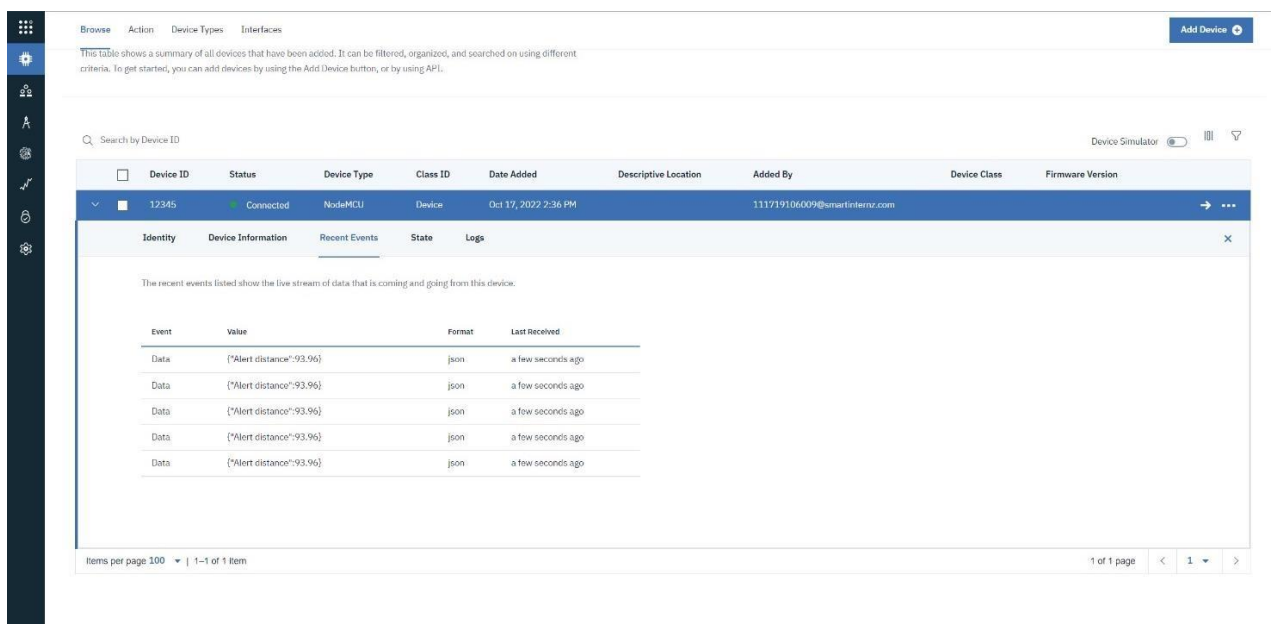 Browse Action Device Types Interfaces Add Device
This table shows a summary of all devices that have been added. It can be filtered, organized, and searched on using different
criteria. To get started, you can add devices by using the Add Device button, or by using API.
Search by Device ID Device Simulator
Device ID Status Device Type Class ID Date Added Descriptive Location Added By Device Class Firmware Version
12345 Connected NodeMCU Device Oct 17, 2022 2:36 PM 111719106009@smartinternz.com
Identity Device Information Recent Events State Logs
The recent events listed show the live stream of data that is coming and going from this device.
Event Value Format Last Received
Data {"Alert distance":93.96} json a few seconds ago
Data {"Alert distance":93.96} json a few seconds ago
Data {"Alert distance":93.96} json a few seconds ago
Data {"Alert distance":93.96} json a few seconds ago
Data {"Alert distance":93.96} json a few seconds ago
Items per page 100 | 1–1 of 1 item 1 of 1 page < 1 >